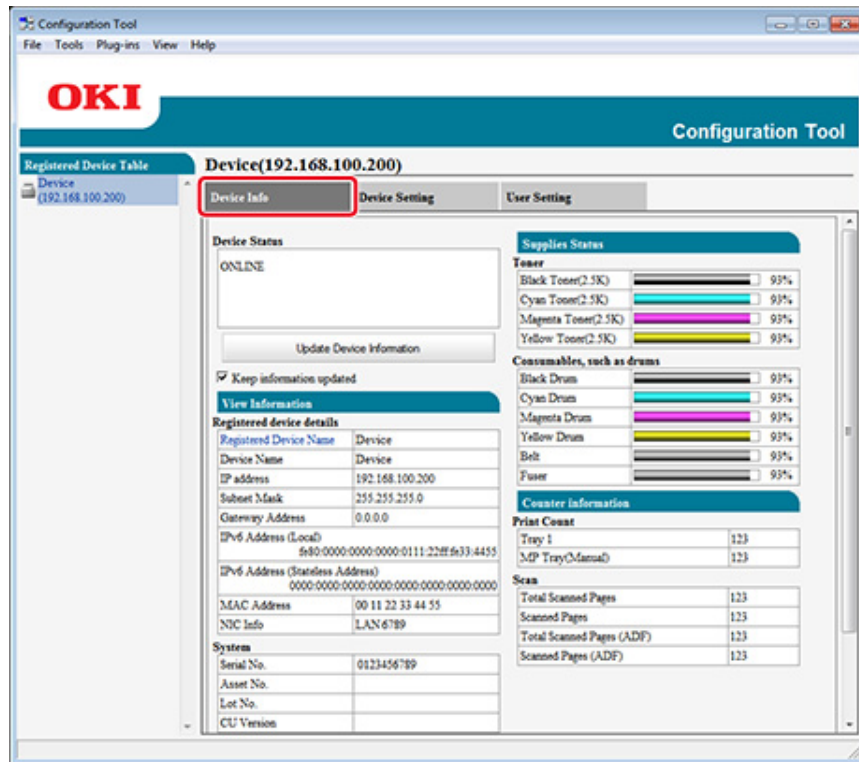 Configuration Tool
File Tools Plug-ins View Help
OKI
Configuration Tool
Registered Device Table
Device
(192.168.100.200)
Device(192.168.100.200)
Device Info Device Setting User Setting
Device Status
ONLINE
Update Device Information
Keep information updated
View Information
Registered device details
Registered Device Name Device
Device Name Device
IP address 192.168.100.200
Subnet Mask 255.255.255.0
Gateway Address 0.0.0.0
IPv6 Address (Local)
fe80:0000:0000:0000:0111:22ff:fe33:4455
IPv6 Address (Stateless Address)
0000:0000:0000:0000:0000:0000:0000:0000
MAC Address 00 11 22 33 44 55
NIC Info LAN 6789
System
Serial No. 0123456789
Asset No.
Lot No.
CU Version
Supplies Status
Toner
Black Toner(2.5K) 93%
Cyan Toner(2.5K) 93%
Magenta Toner(2.5K) 93%
Yellow Toner(2.5K) 93%
Consumables, such as drums
Black Drum 93%
Cyan Drum 93%
Magenta Drum 93%
Yellow Drum 93%
Belt 93%
Fuser 93%
Counter information
Print Count
Tray 1 123
MP Tray(Manual) 123
Scan
Total Scanned Pages 123
Scanned Pages 123
Total Scanned Pages (ADF) 123
Scanned Pages (ADF) 123